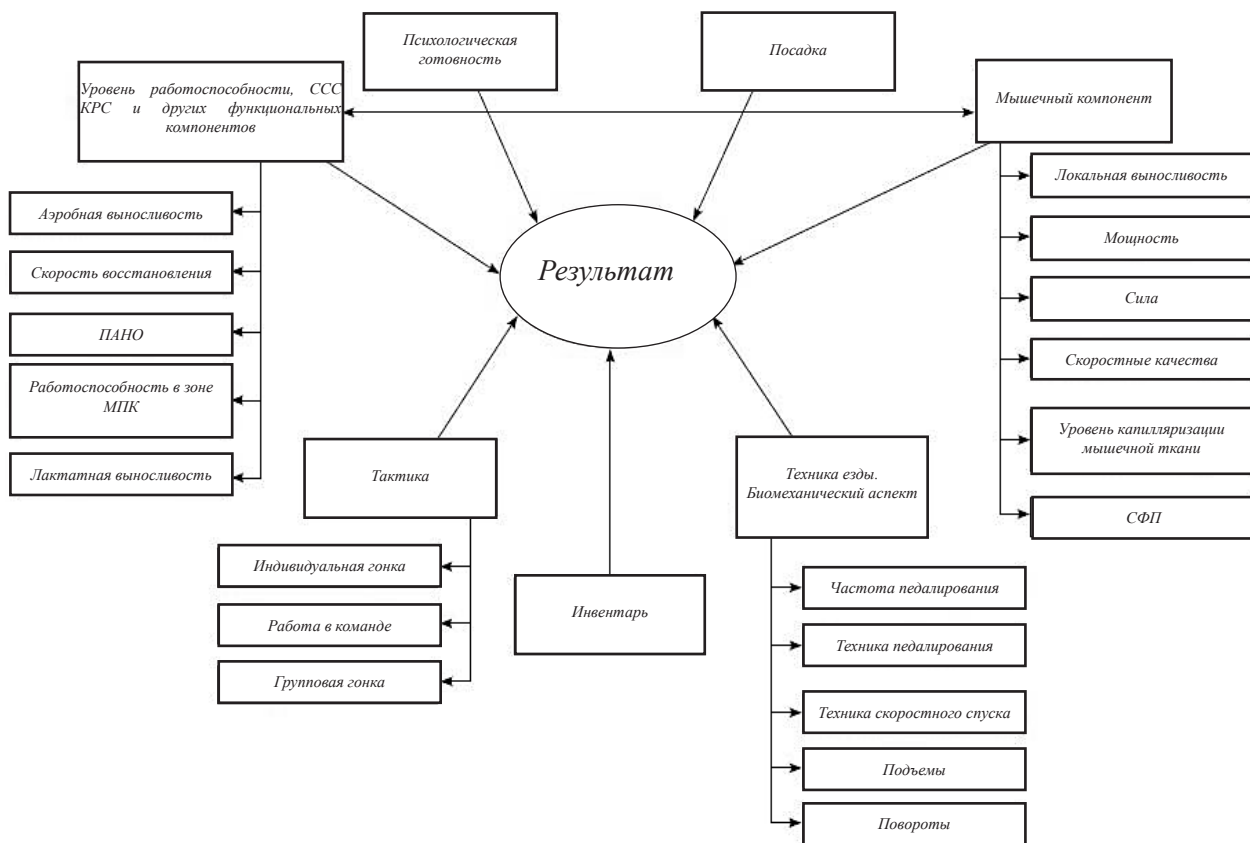 Психологическая
готовность
Посадка
Уровень работоспособности, ССС
КРС и других функциональных
компонентов
Мышечный компонент
Аэробная выносливость
Скорость восстановления
ПАНО
Работоспособность в зоне
МПК
Лактатная выносливость
Результат
Локальная выносливость
Мощность
Сила
Скоростные качества
Уровень капилляризации
мышечной ткани
СФП
Тактика
Индивидуальная гонка
Работа в команде
Групповая гонка
Инвентарь
Техника езды.
Биомеханический аспект
Частота педалирования
Техника педалирования
Техника скоростного спуска
Подъемы
Повороты